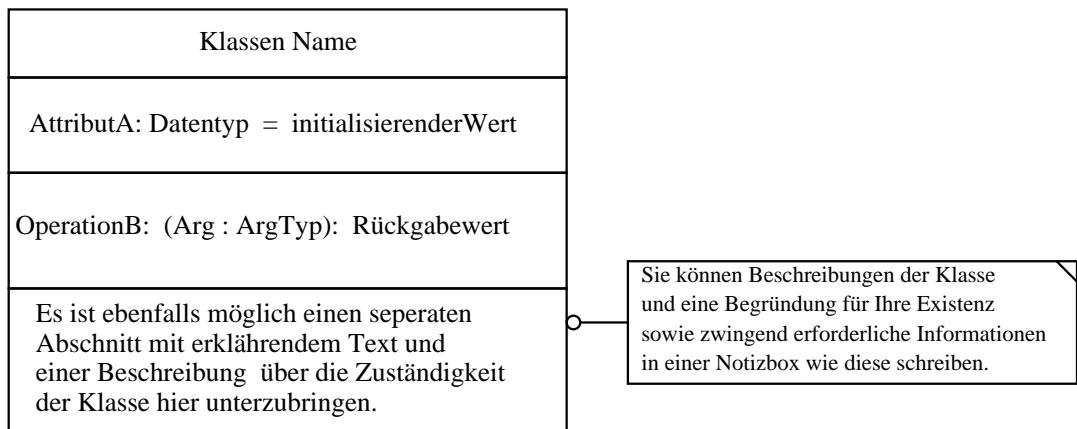 Klassen Name
AttributA: Datentyp = initialisierenderWert
OperationB: (Arg : ArgTyp): Rückgabewert
Es ist ebenfalls möglich einen seperaten
Abschnitt mit erklährendem Text und
einer Beschreibung über die Zuständigkeit
der Klasse hier unterzubringen.
Sie können Beschreibungen der Klasse
und eine Begründung für Ihre Existenz
sowie zwingend erforderliche Informationen
in einer Notizbox wie diese schreiben.